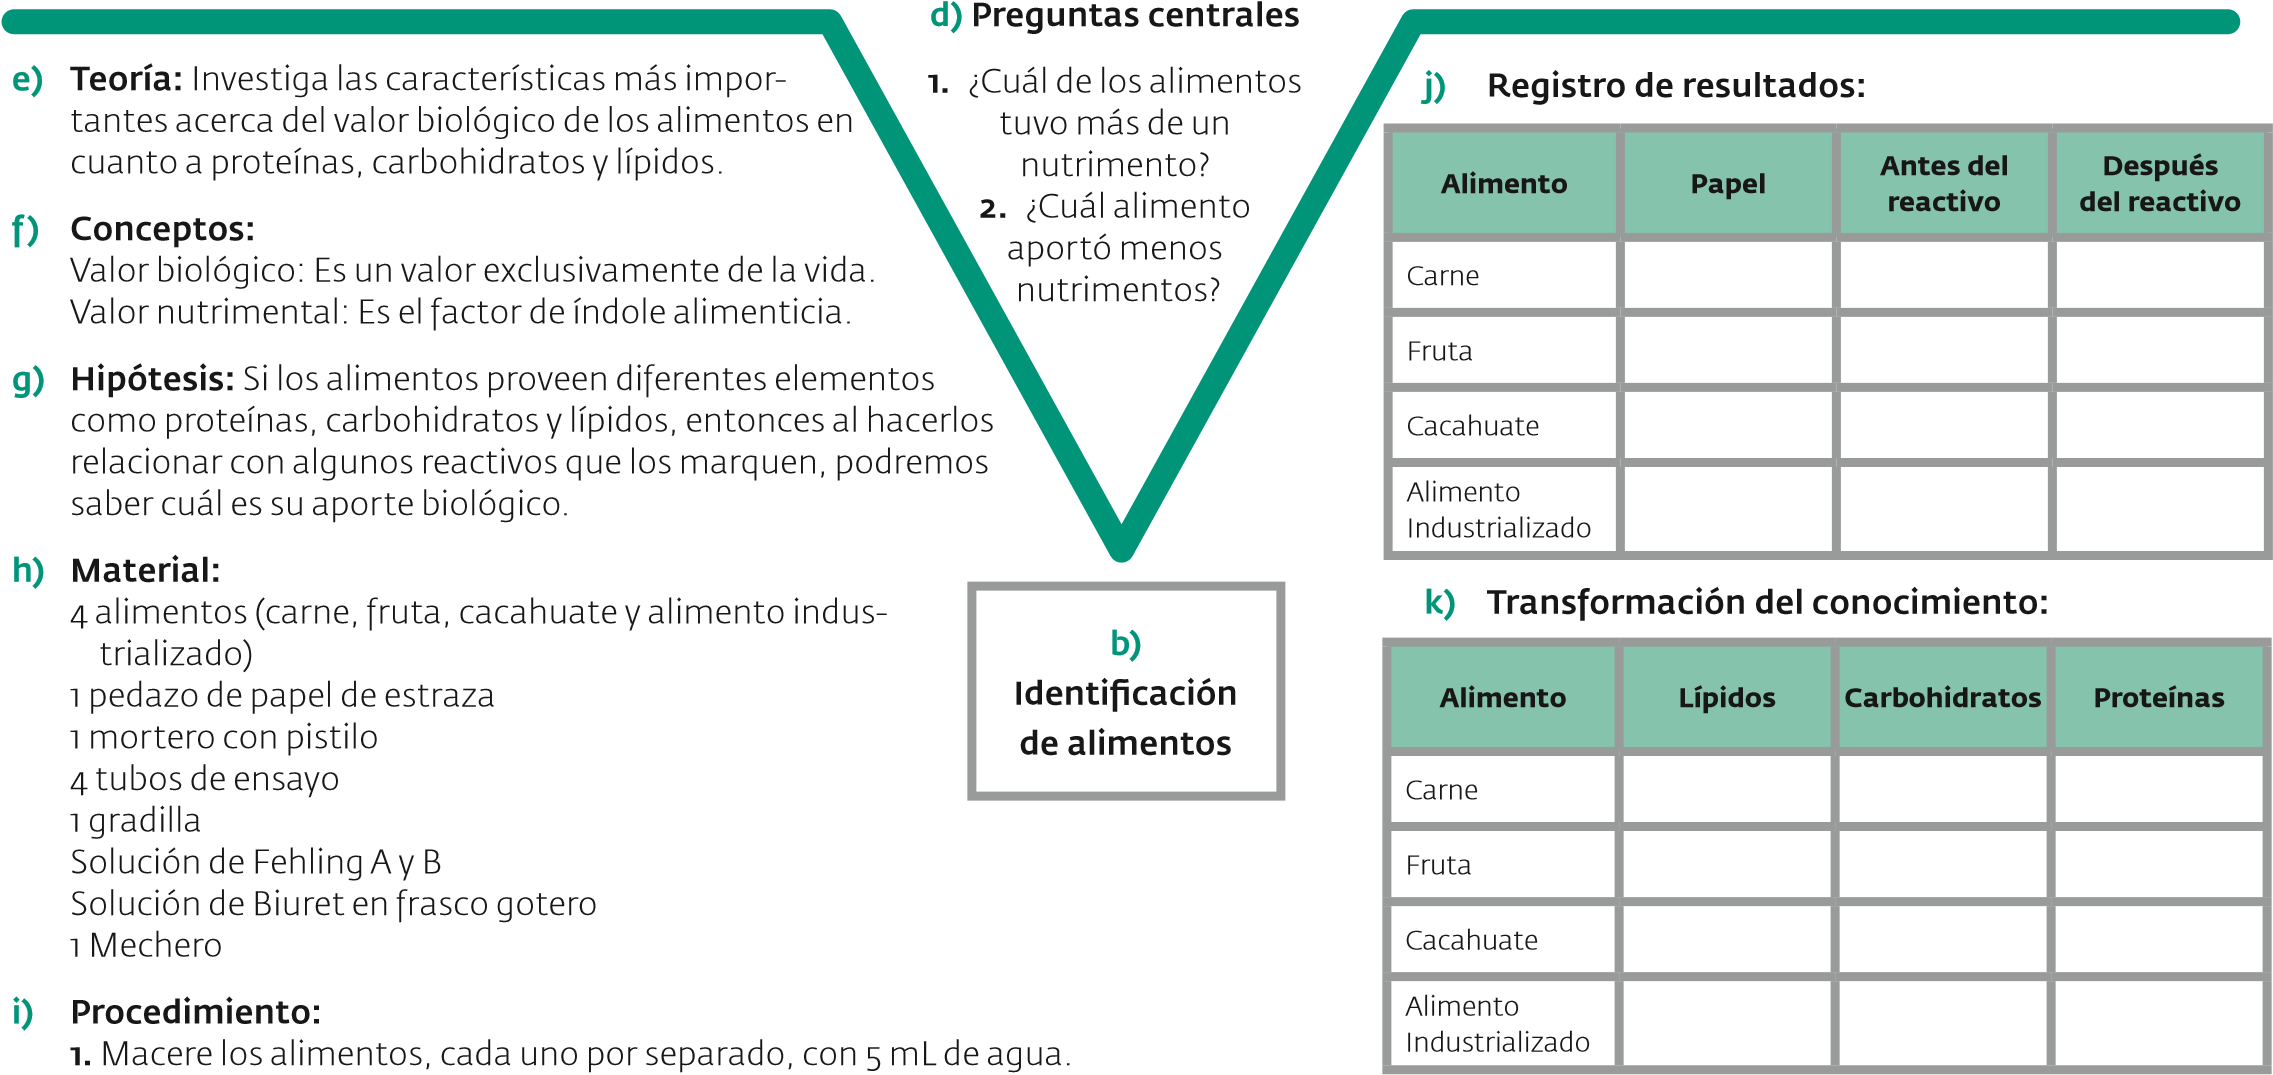 d) Preguntas centrales
1. ¿Cuál de los alimentos
tuvo más de un
nutrimento?
2. ¿Cuál alimento
aportó menos
nutrimentos?
e) Teoría: Investiga las características más impor-
tantes acerca del valor biológico de los alimentos en
cuanto a proteínas, carbohidratos y lípidos.
f) Conceptos:
Valor biológico: Es un valor exclusivamente de la vida.
Valor nutrimental: Es el factor de índole alimenticia.
g) Hipótesis: Si los alimentos proveen diferentes elementos
como proteínas, carbohidratos y lípidos, entonces al hacerlos
relacionar con algunos reactivos que los marquen, podremos
saber cuál es su aporte biológico.
h) Material:
4 alimentos (carne, fruta, cacahuate y alimento indus-
trializado)
1 pedazo de papel de estraza
1 mortero con pistilo
4 tubos de ensayo
1 gradilla
Solución de Fehling A y B
Solución de Biuret en frasco gotero
1 Mechero
i) Procedimiento:
1. Macere los alimentos, cada uno por separado, con 5 mL de agua.
b)
Identificación
de alimentos
j) Registro de resultados:
Alimento Papel Antes del reactivo Después del reactivo
Carne
Fruta
Cacahuate
Alimento
Industrializado
k) Transformación del conocimiento:
Alimento Lípidos Carbohidratos Proteínas
Carne
Fruta
Cacahuate
Alimento
Industrializado